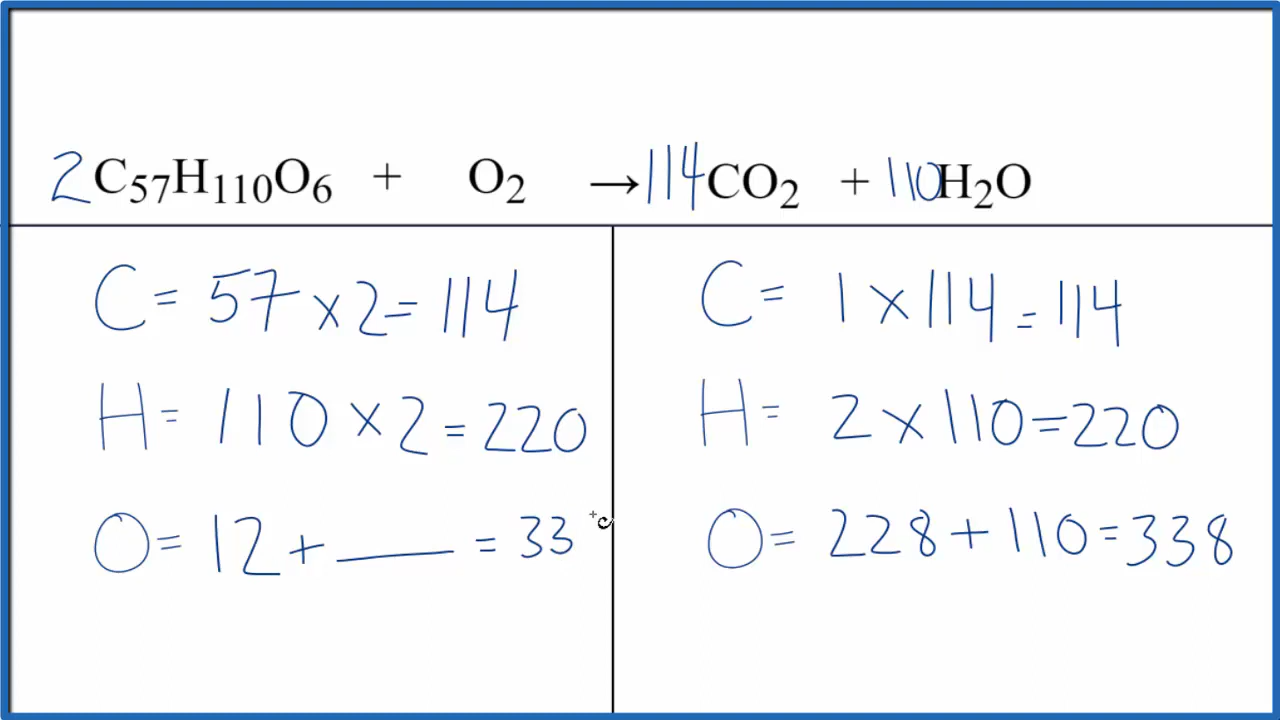 2C₅₇H₁₁₀O₆ + O₂ → 114CO₂ + 110H₂O
C = 57 x 2 = 114
H = 110 x 2 = 220
O = 12 + ____ = 33
C = 1 x 114 = 114
H = 2 x 110 = 220
O = 228 + 110 = 338